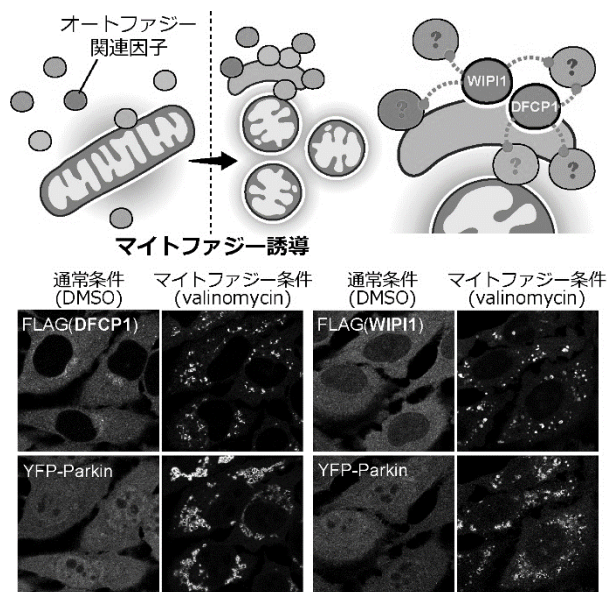 オートファジー
関連因子
?
?
WIPI1
DFCP1
?
?
?
マイトファジー誘導
通常条件
(DMSO)
マイトファジー条件
(valinomycin)
通常条件
(DMSO)
マイトファジー条件
(valinomycin)
FLAG(DFCP1)
FLAG(WIPI1)
YFP-Parkin
YFP-Parkin